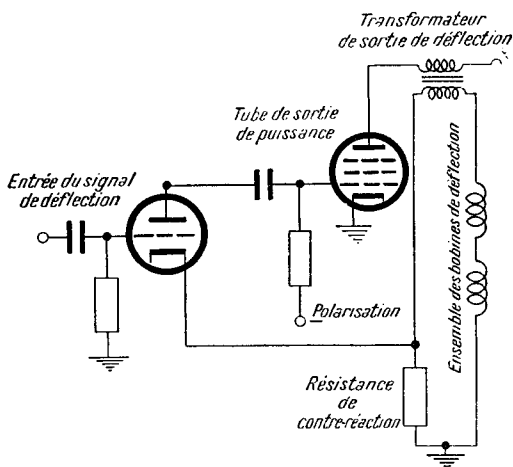 Transformateur
de sortie de déflection
Tube de sortie
de puissance
Entrée du signal
de déflection
Polarisation
Ensemble des bobines de déflection
Résistance
de
contre-réaction